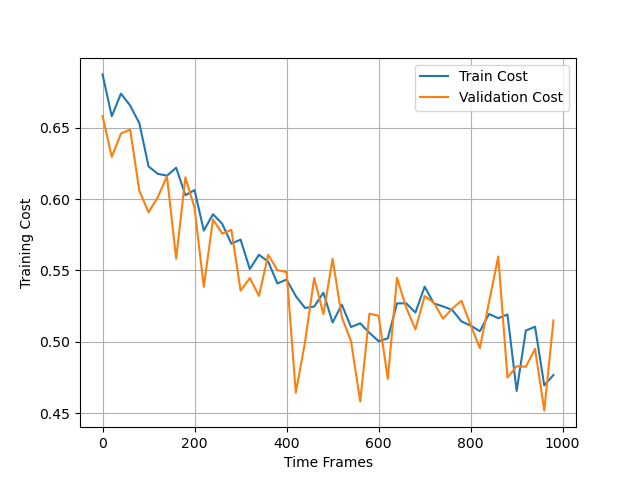 Train Cost
Validation Cost
0.65
0.60
0.55
0.50
0.45
Training Cost
0 200 400 600 800 1000
Time Frames